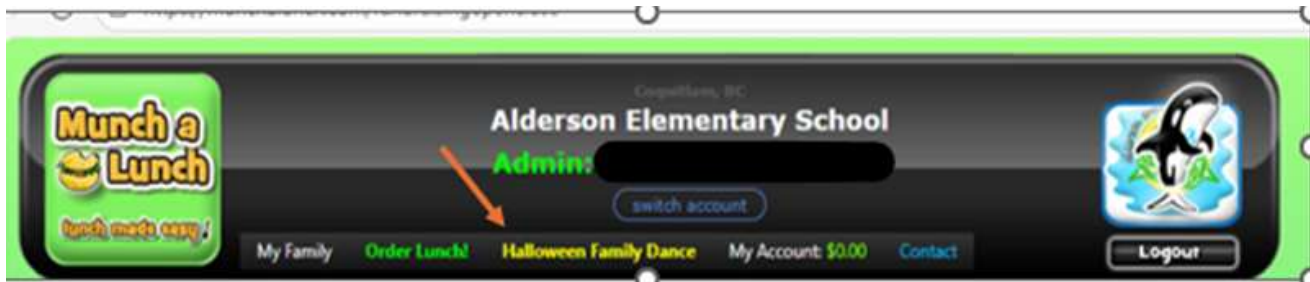 Munch a
Lunch
lunch made easy!
Coquitlam, BC
Alderson Elementary School
Admin:
switch account
My Family Order Lunch! Halloween Family Dance My Account: $0.00 Contact
Logout